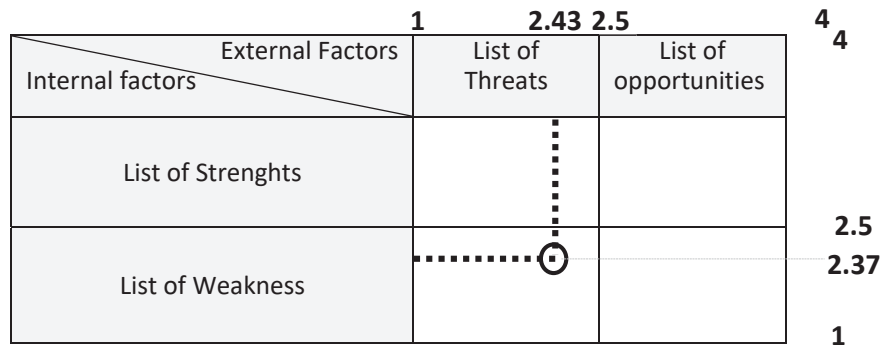 1 2.43 2.5 4
4
External Factors
Internal factors
List of
Threats
List of
opportunities
List of Strenghts
2.5
2.37
List of Weakness
1